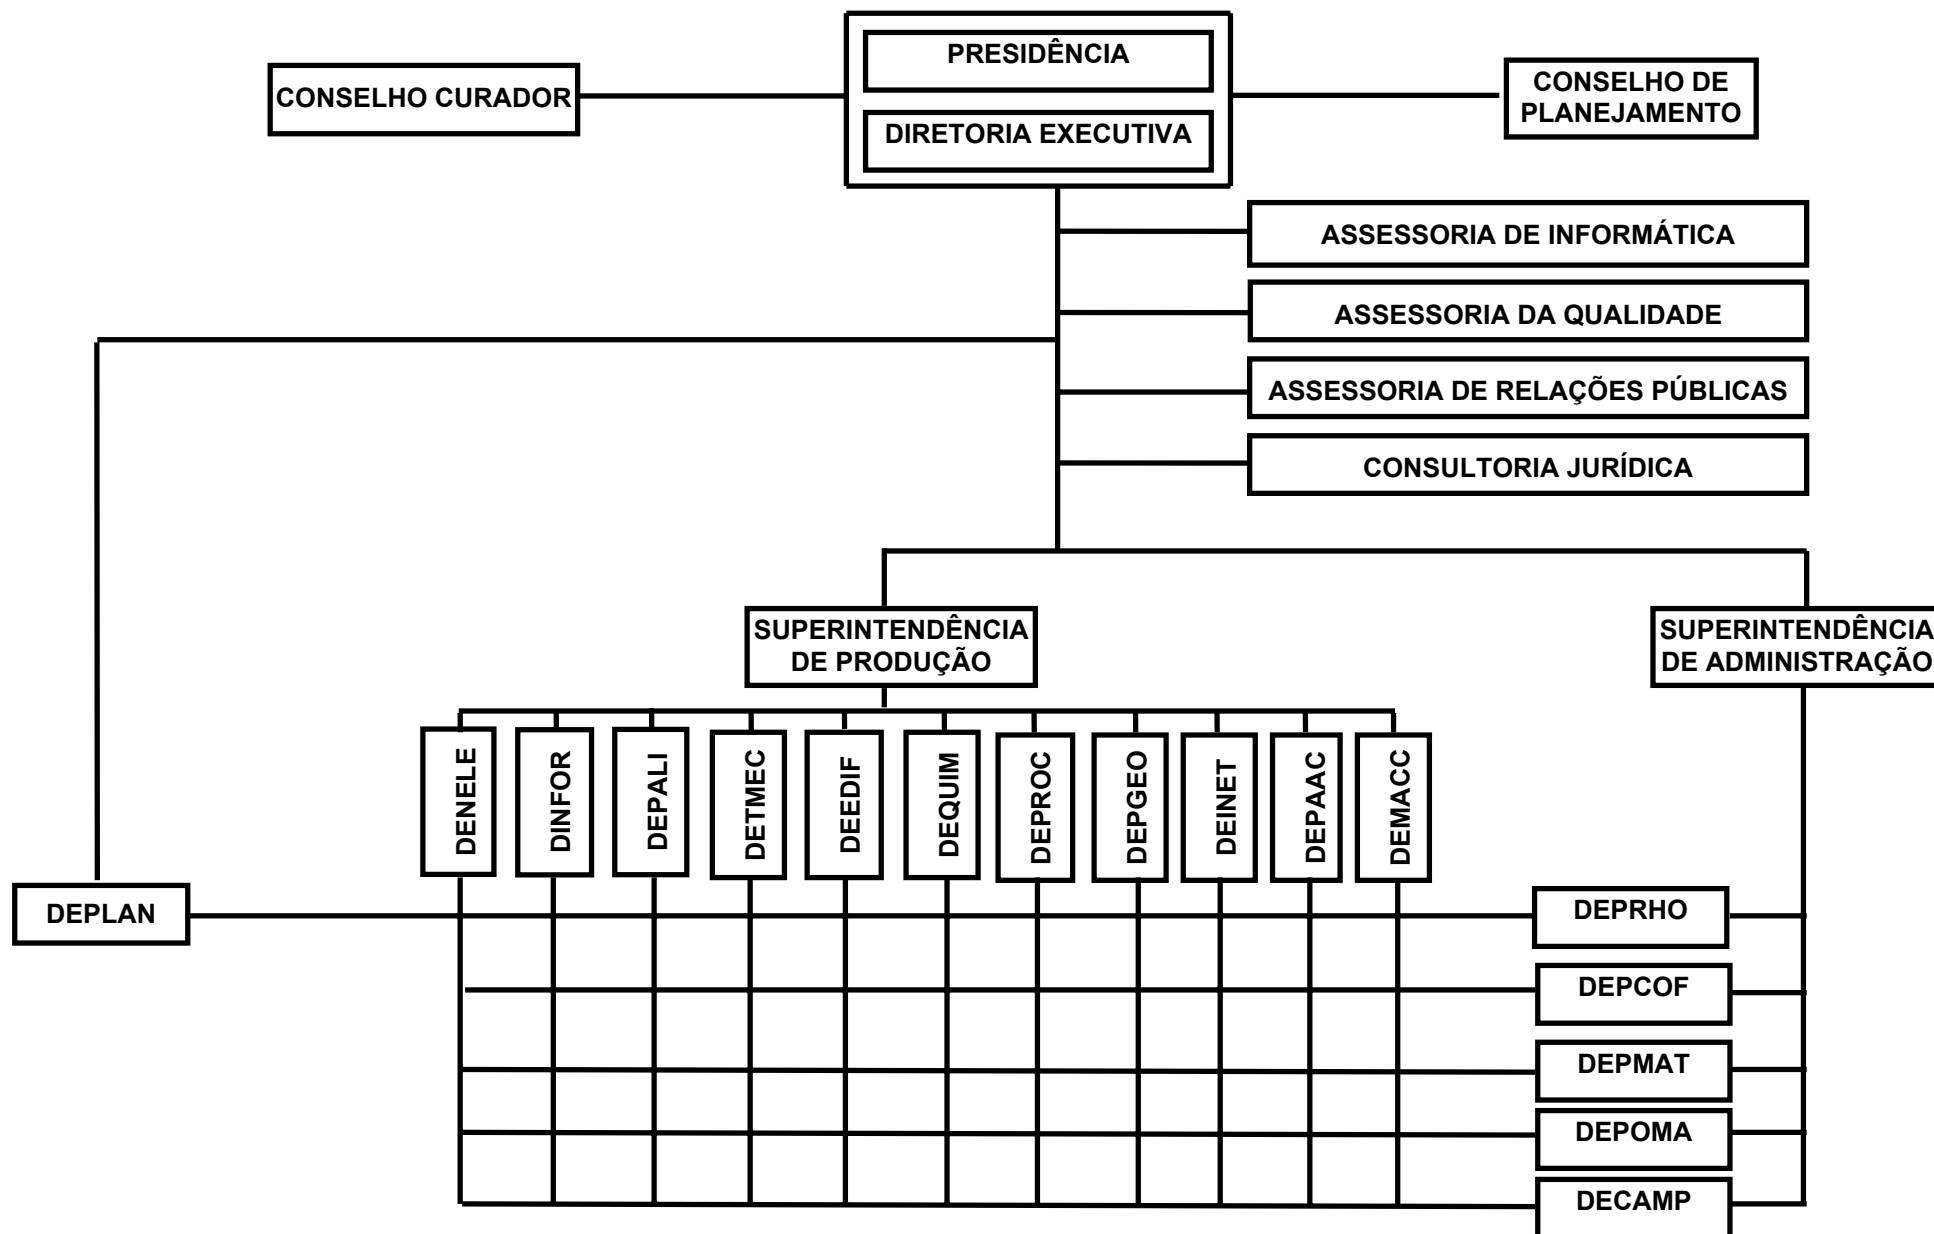 PRESIDÊNCIA
CONSELHO CURADOR
DIRETORIA EXECUTIVA
CONSELHO DE
PLANEJAMENTO
ASSESSORIA DE INFORMÁTICA
ASSESSORIA DA QUALIDADE
ASSESSORIA DE RELAÇÕES PÚBLICAS
CONSULTORIA JURÍDICA
SUPERINTENDÊNCIA
DE PRODUÇÃO
SUPERINTENDÊNCIA
DE ADMINISTRAÇÃO
DENELE
DINFOR
DEPALI
DETMEC
DEEDIF
DEQUIM
DEPROC
DEPGEO
DEINET
DEPAAC
DEMACC
DEPLAN
DEPRHO
DEPCOF
DEPMAT
DEPOMA
DECAMP